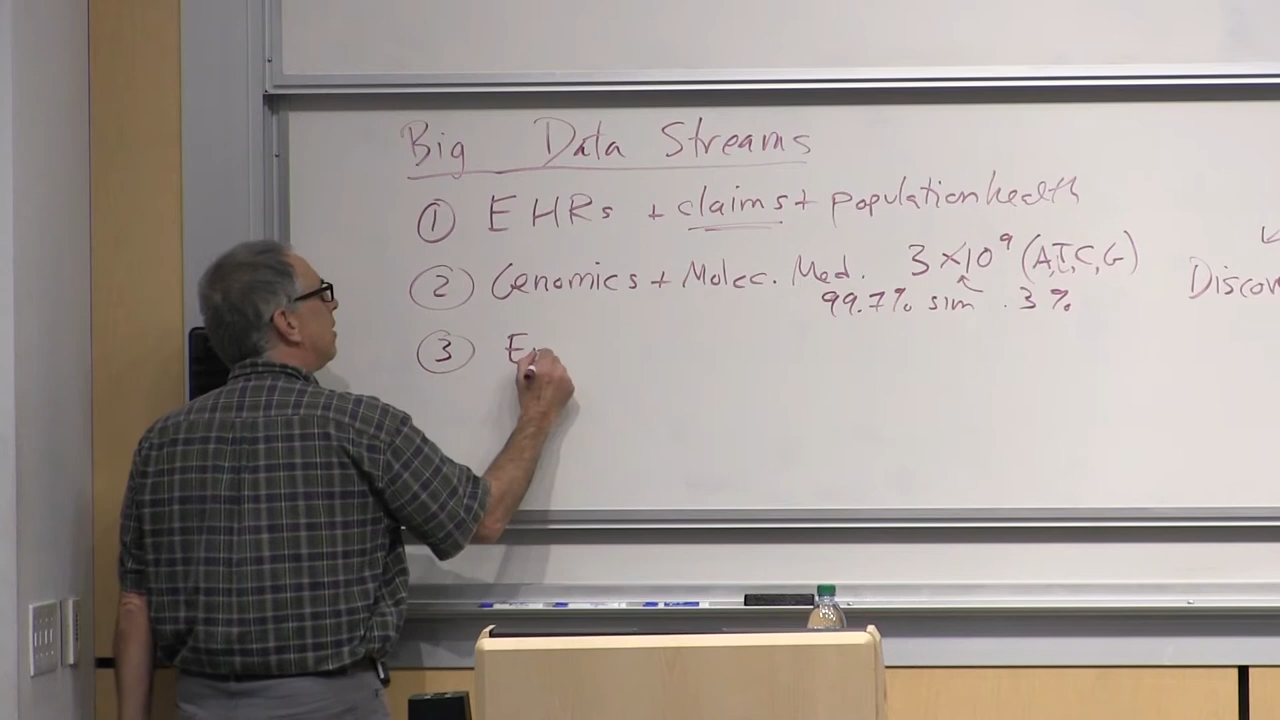 Big Data Streams
① EHRs + claims + population health
② Genomics + Molec. Med. 3 × 10⁹ (A,T,C,G)
99.7% sim .3%
Discov
③ E